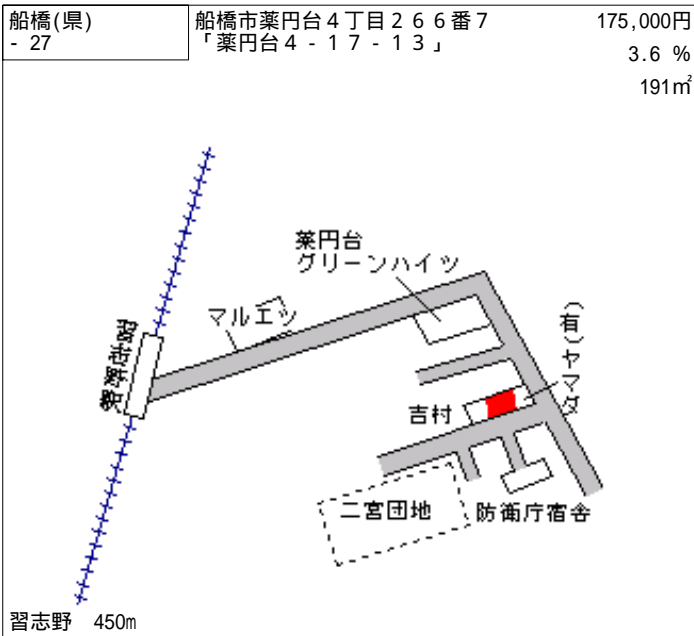 船橋(県)
- 27
船橋市薬円台４丁目２６６番７
「薬円台４－１７－１３」
175,000円
3.6 %
191㎡
薬円台
グリーンハイツ
マルエツ
習志野駅
(有)ヤマダ
吉村
二宮団地
防衛庁宿舎
習志野 450m